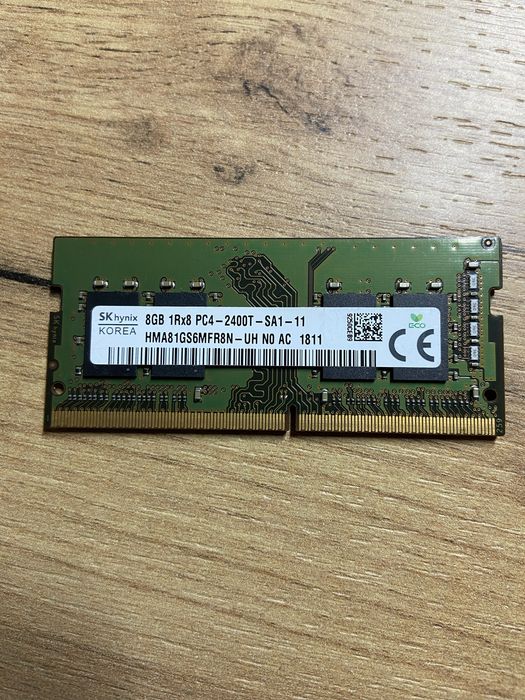 SK hynix
KOREA
8GB 1Rx8 PC4-2400T-SA1-11
HMA81GS6MFR8N-UH N0 AC 1811
ECO
CE